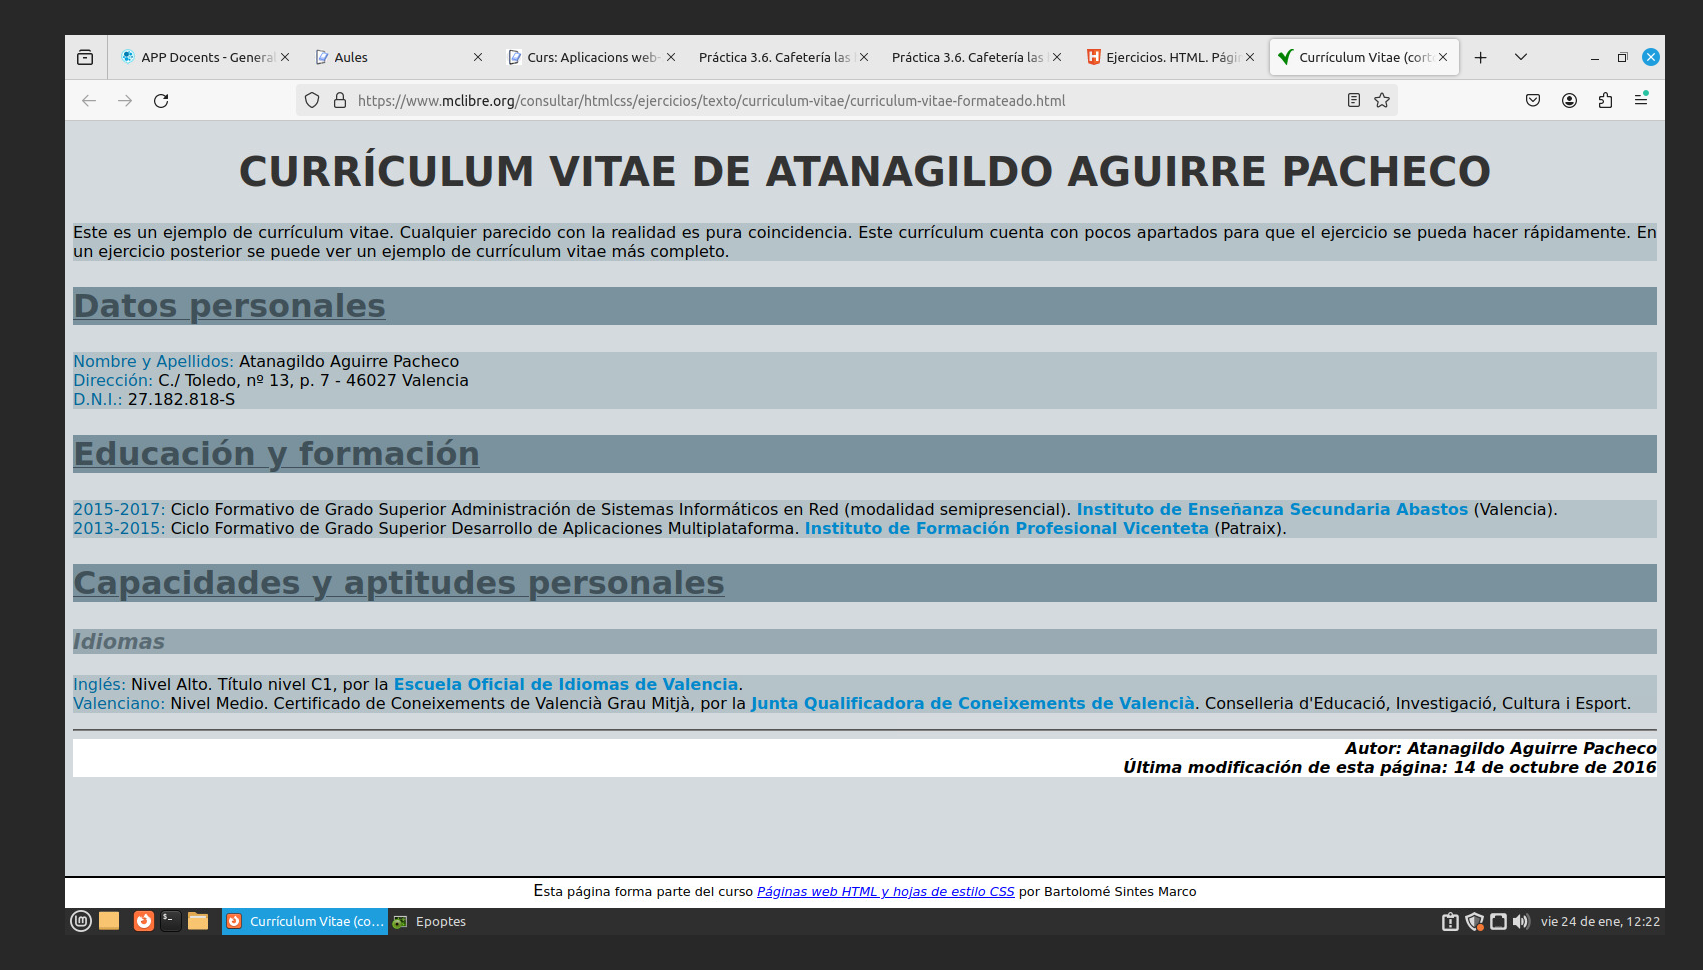 APP Docents - General
Aules
Curs: Aplicacions web-
Práctica 3.6. Cafetería las
Práctica 3.6. Cafetería las
Ejercicios. HTML. Págin
Currículum Vitae (corto
https://www.mclibre.org/consultar/htmlcss/ejercicios/texto/curriculum-vitae/curriculum-vitae-formateado.html
CURRÍCULUM VITAE DE ATANAGILDO AGUIRRE PACHECO
Este es un ejemplo de currículum vitae. Cualquier parecido con la realidad es pura coincidencia. Este currículum cuenta con pocos apartados para que el ejercicio se pueda hacer rápidamente. En
un ejercicio posterior se puede ver un ejemplo de currículum vitae más completo.
Datos personales
Nombre y Apellidos: Atanagildo Aguirre Pacheco
Dirección: C./ Toledo, nº 13, p. 7 - 46027 Valencia
D.N.I.: 27.182.818-S
Educación y formación
2015-2017: Ciclo Formativo de Grado Superior Administración de Sistemas Informáticos en Red (modalidad semipresencial). Instituto de Enseñanza Secundaria Abastos (Valencia).
2013-2015: Ciclo Formativo de Grado Superior Desarrollo de Aplicaciones Multiplataforma. Instituto de Formación Profesional Vicenteta (Patraix).
Capacidades y aptitudes personales
Idiomas
Inglés: Nivel Alto. Título nivel C1, por la Escuela Oficial de Idiomas de Valencia.
Valenciano: Nivel Medio. Certificado de Coneixements de Valencià Grau Mitjà, por la Junta Qualificadora de Coneixements de Valencià. Conselleria d'Educació, Investigació, Cultura i Esport.
Autor: Atanagildo Aguirre Pacheco
Última modificación de esta página: 14 de octubre de 2016
Esta página forma parte del curso Páginas web HTML y hojas de estilo CSS por Bartolomé Sintes Marco
Currículum Vitae (co...
Epoptes
vie 24 de ene, 12:22